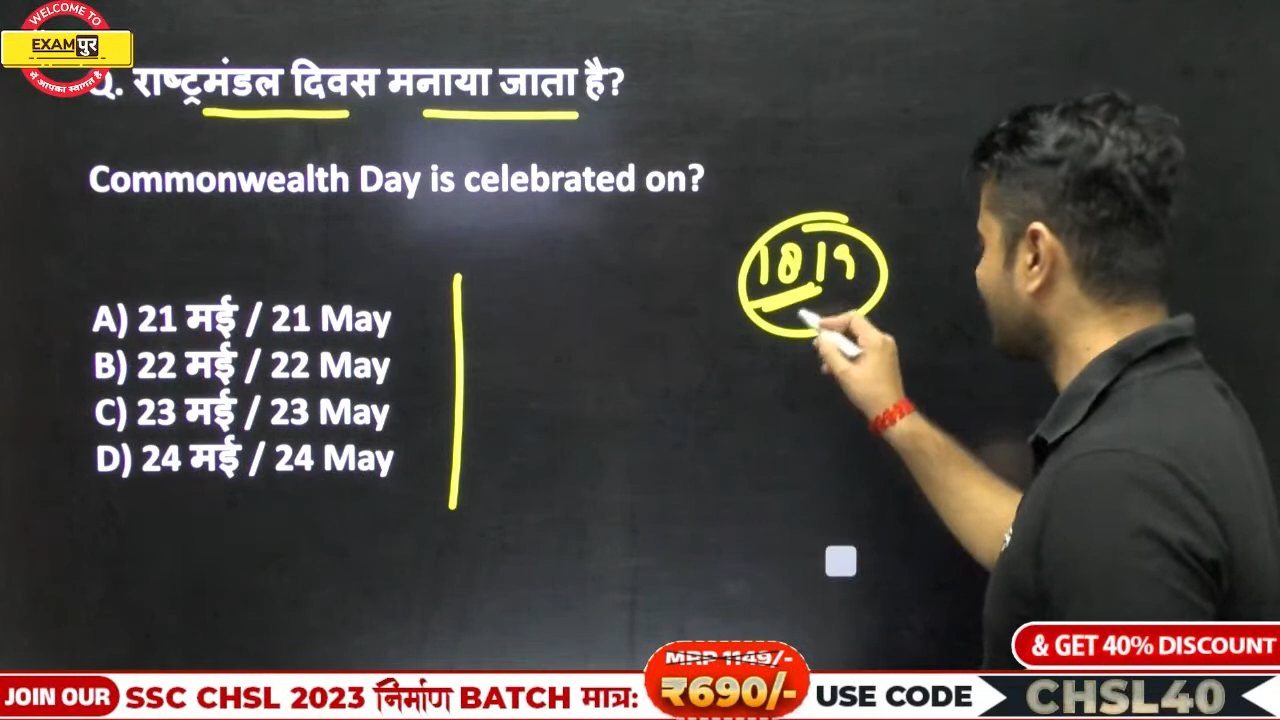 WELCOME TO
EXAMपुर
में आपका स्वागत है
Q. राष्ट्रमंडल दिवस मनाया जाता है?
Commonwealth Day is celebrated on?
1819
A) 21 मई / 21 May
B) 22 मई / 22 May
C) 23 मई / 23 May
D) 24 मई / 24 May
& GET 40% DISCOUNT
JOIN OUR
SSC CHSL 2023 निर्माण BATCH मात्र:
MRP 1149/-
₹690/-
USE CODE
CHSL40